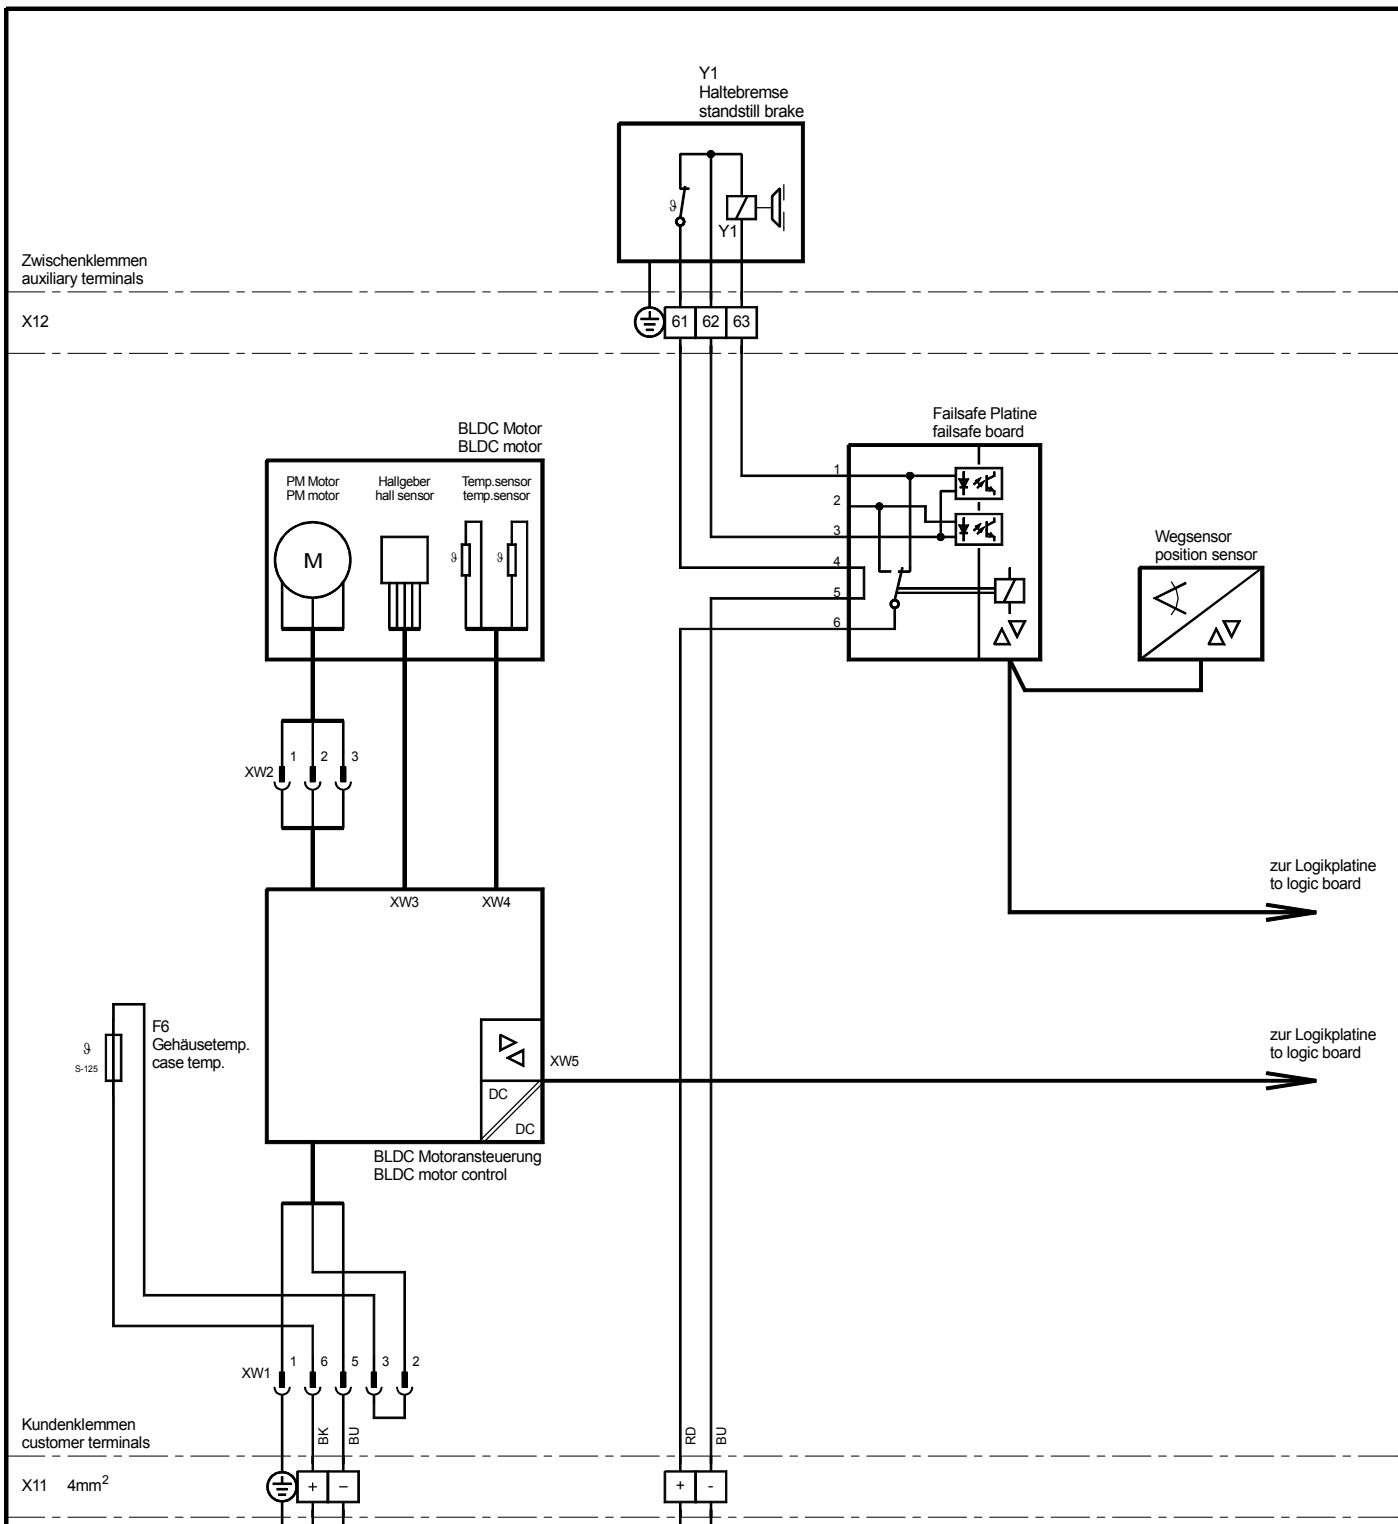 Y1
Haltebremse
standstill brake
ϑ
Y1
Zwischenklemmen
auxiliary terminals
X12
61 62 63
BLDC Motor
BLDC motor
PM Motor
PM motor
Hallgeber
hall sensor
Temp.sensor
temp.sensor
M
ϑ ϑ
Failsafe Platine
failsafe board
1
2
3
4
5
6
Wegsensor
position sensor
XW2 1 2 3
zur Logikplatine
to logic board
XW3 XW4
F6
Gehäusetemp.
case temp.
ϑ
S-125
XW5
DC
DC
zur Logikplatine
to logic board
BLDC Motoransteuerung
BLDC motor control
XW1 1 6 5 3 2
BK BU RD BU
Kundenklemmen
customer terminals
X11 4mm²
+ – + -